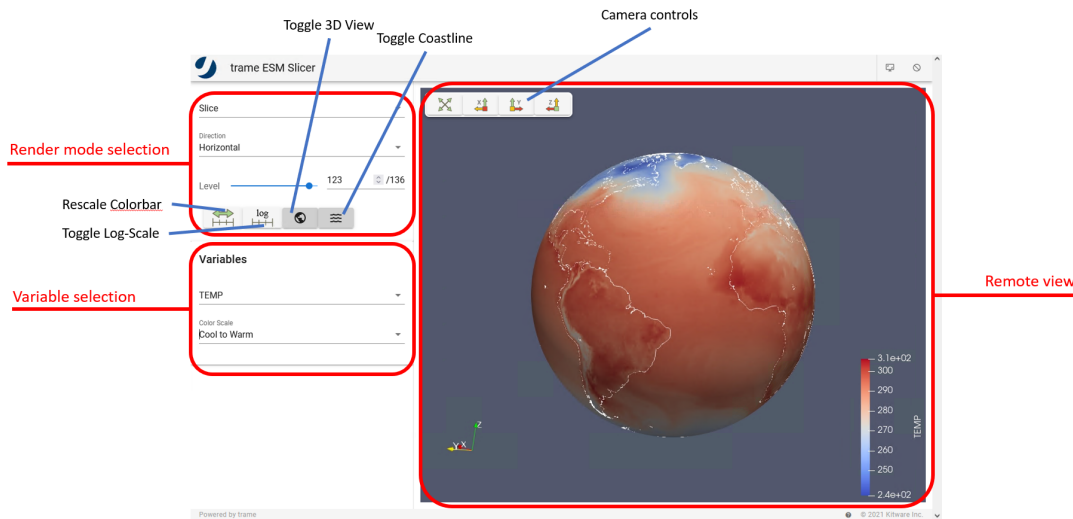 Camera controls
Toggle 3D View
Toggle Coastline
trame ESM Slicer
Slice
Direction
Horizontal
Level
123
/136
log
Render mode selection
Rescale Colorbar
Toggle Log-Scale
Variables
TEMP
Color Scale
Cool to Warm
Variable selection
X
Y
Z
Remote view
3.1e+02
300
290
280
270
260
250
2.4e+02
TEMP
Z
Y X
Powered by trame
© 2021 Kitware Inc.